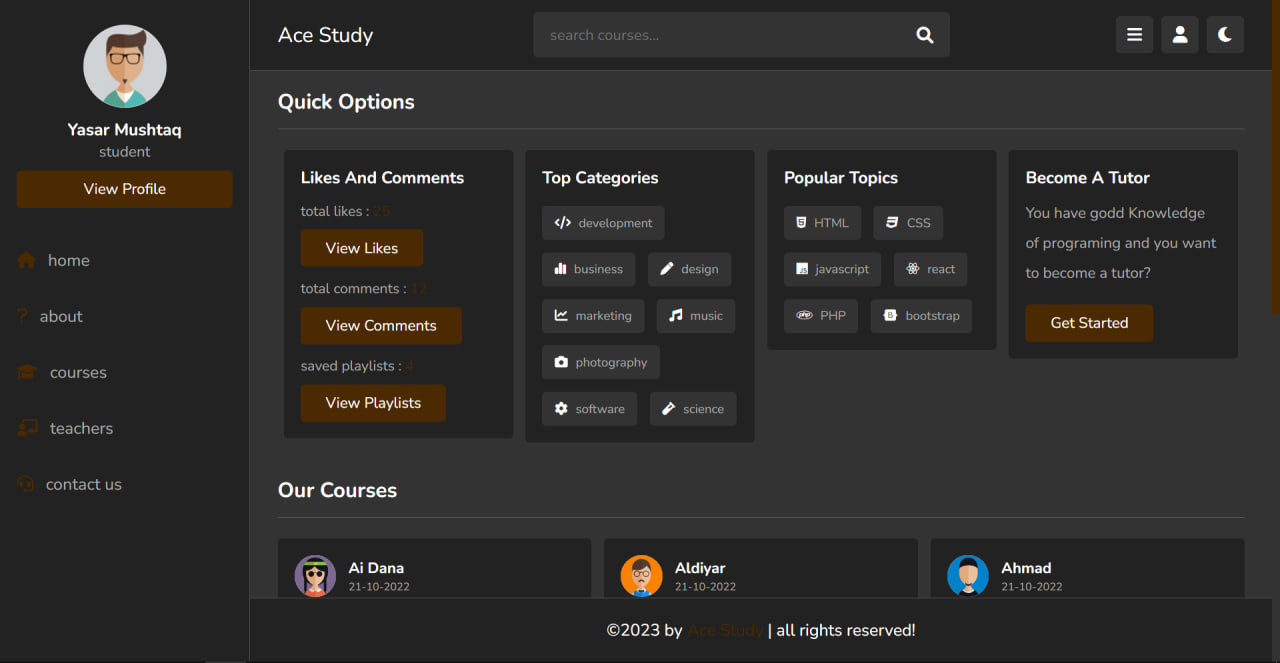 Yasar Mushtaq
student
View Profile
home
about
courses
teachers
contact us
Ace Study
search courses...
Quick Options
Likes And Comments
total likes : 25
View Likes
total comments : 12
View Comments
saved playlists : 4
View Playlists
Top Categories
development
business design
marketing music
photography
software science
Popular Topics
HTML CSS
javascript react
PHP bootstrap
Become A Tutor
You have godd Knowledge
of programing and you want
to become a tutor?
Get Started
Our Courses
Ai Dana
21-10-2022
Aldiyar
21-10-2022
Ahmad
21-10-2022
©2023 by Ace Study | all rights reserved!